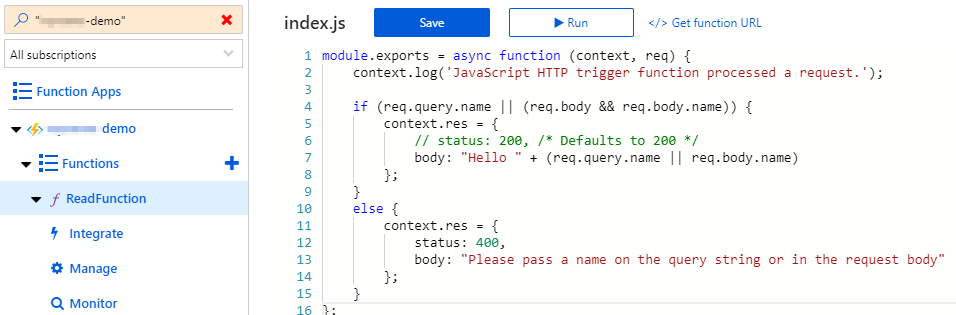 "-demo"
All subscriptions
Function Apps
demo
Functions
ReadFunction
Integrate
Manage
Monitor
index.js
Save
Run
</> Get function URL
1 module.exports = async function (context, req) {
2     context.log('JavaScript HTTP trigger function processed a request.');
3
4     if (req.query.name || (req.body && req.body.name)) {
5         context.res = {
6             // status: 200, /* Defaults to 200 */
7             body: "Hello " + (req.query.name || req.body.name)
8         };
9     }
10     else {
11         context.res = {
12             status: 400,
13             body: "Please pass a name on the query string or in the request body"
14         };
15     }
16 };